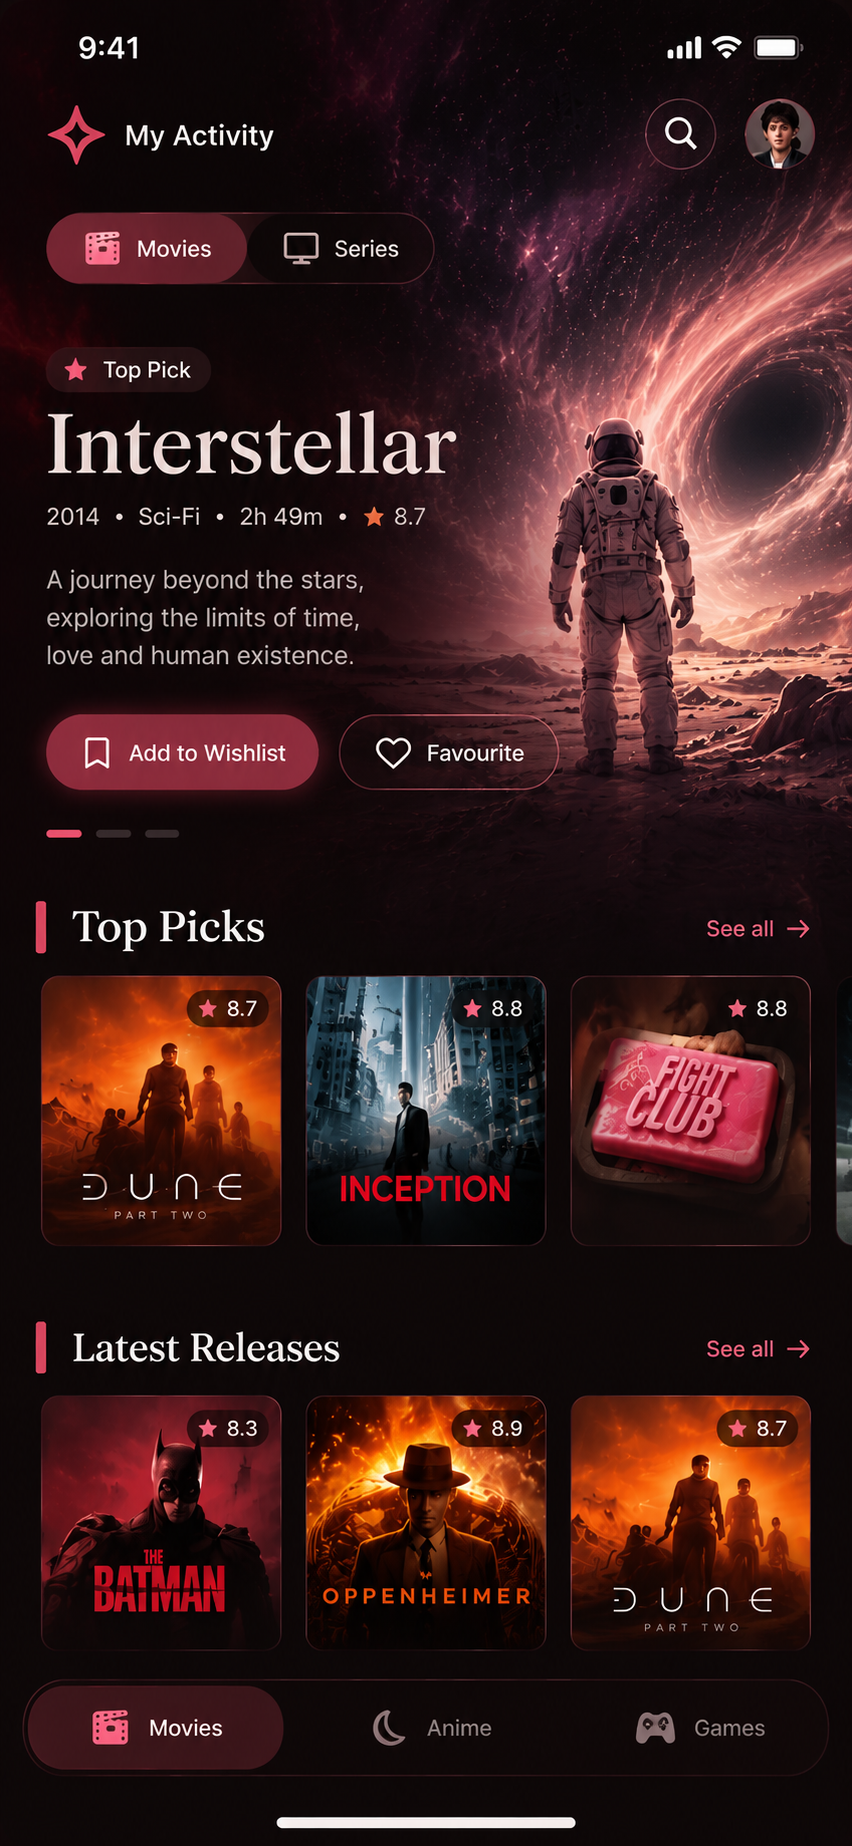 9:41
My Activity
Movies
Series
Top Pick
Interstellar
2014 • Sci-Fi • 2h 49m • ★ 8.7
A journey beyond the stars,
exploring the limits of time,
love and human existence.
Add to Wishlist
Favourite
Top Picks
See all →
8.7
8.8
8.8
DUNE
PART TWO
INCEPTION
FIGHT
CLUB
Latest Releases
See all →
8.3
8.9
8.7
THE
BATMAN
OPPENHEIMER
DUNE
PART TWO
Movies
Anime
Games